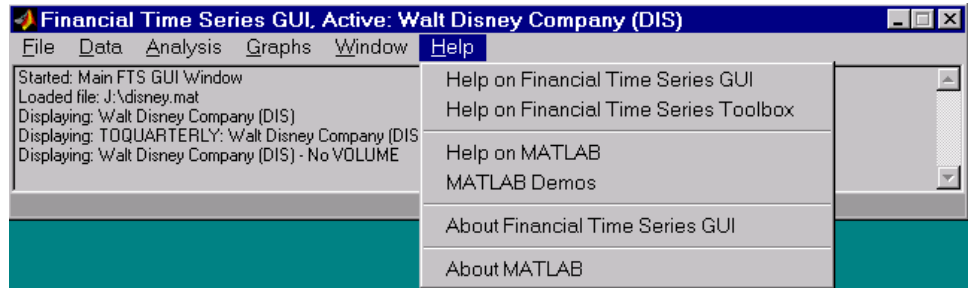 Financial Time Series GUI, Active: Walt Disney Company (DIS)
File Data Analysis Graphs Window Help
Started: Main FTS GUI Window
Loaded file: J:\disney.mat
Displaying: Walt Disney Company (DIS)
Displaying: TOQUARTERLY: Walt Disney Company (DIS
Displaying: Walt Disney Company (DIS) - No VOLUME
Help on Financial Time Series GUI
Help on Financial Time Series Toolbox
Help on MATLAB
MATLAB Demos
About Financial Time Series GUI
About MATLAB